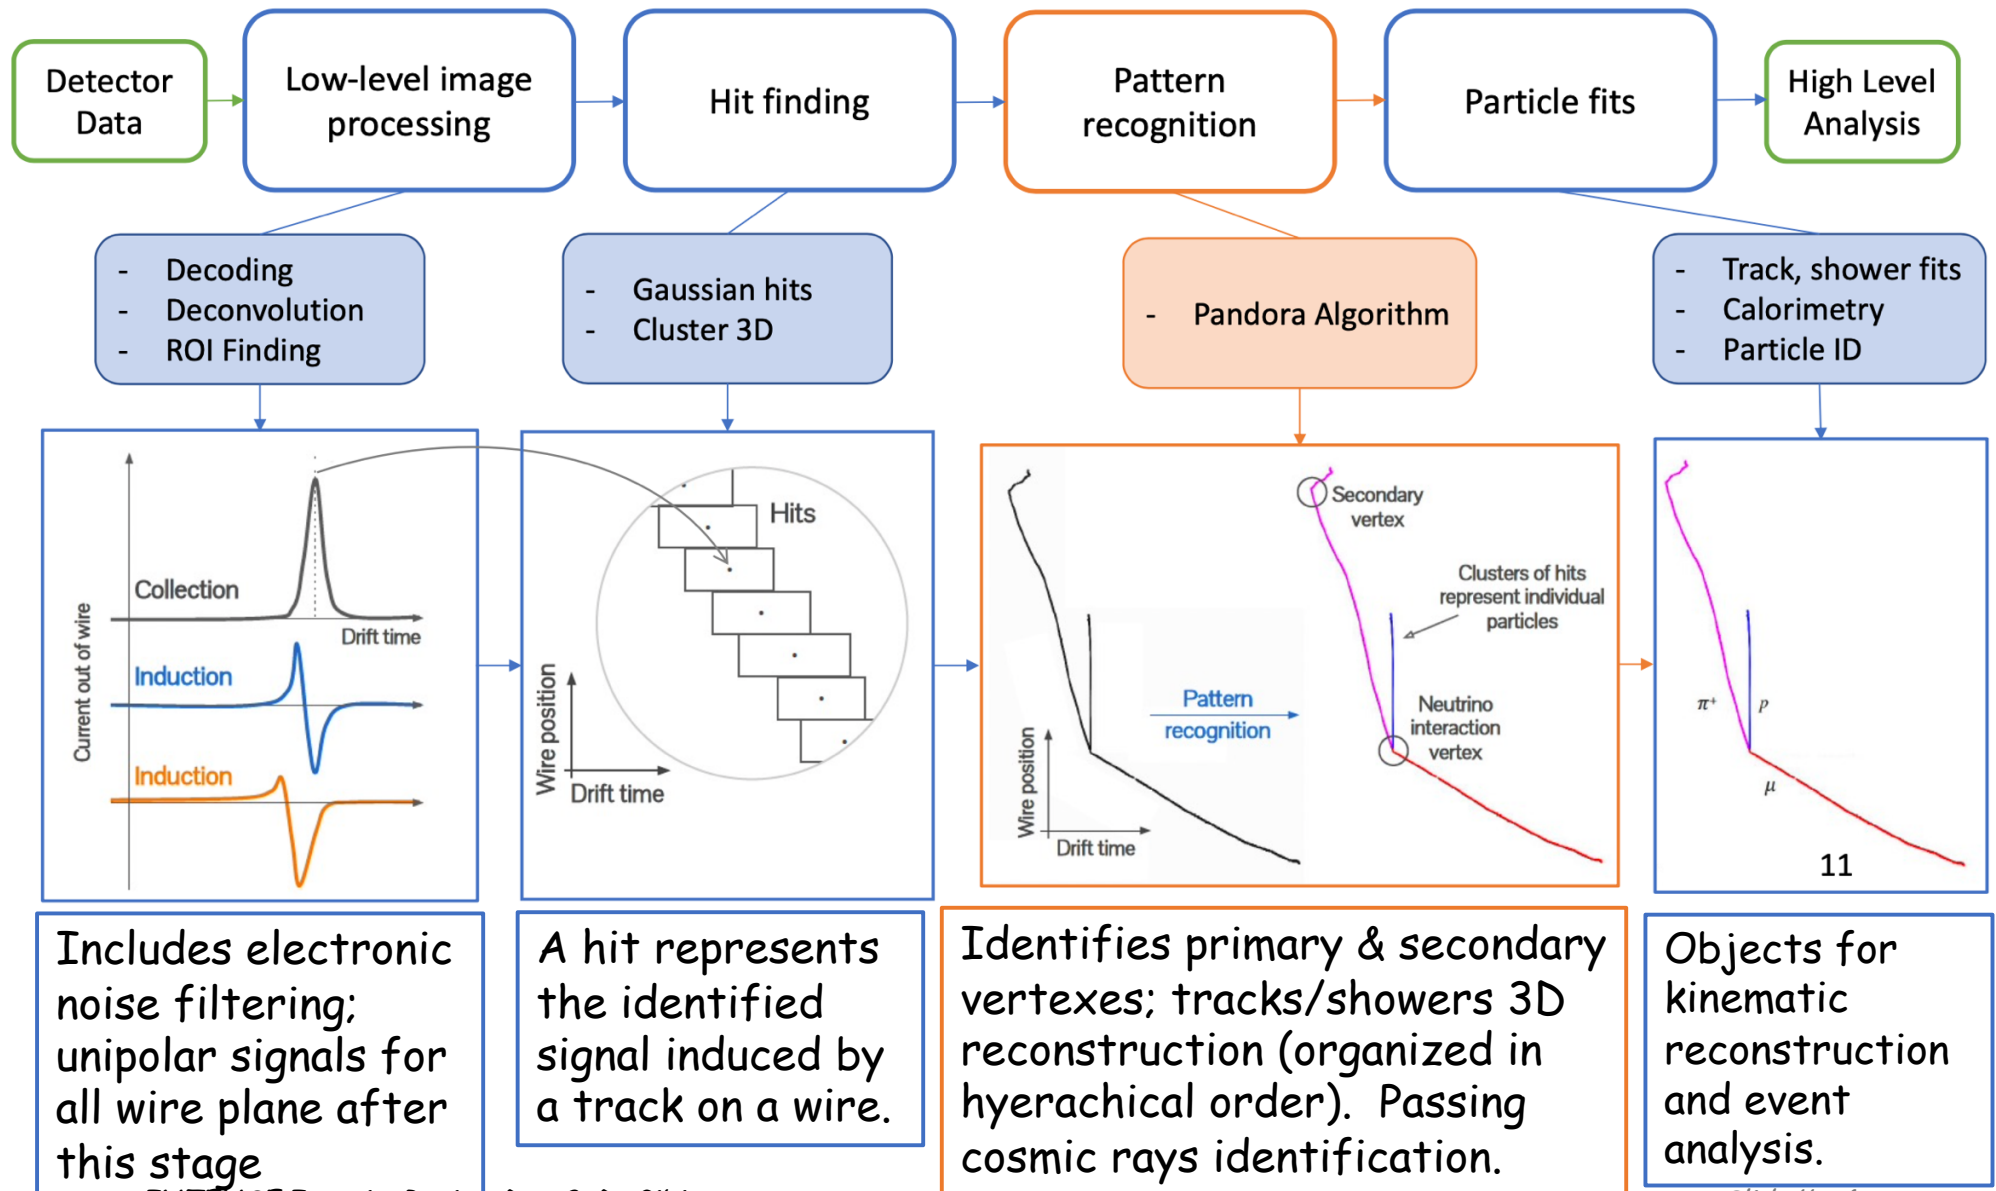 Detector
Data
Low-level image
processing
Hit finding
Pattern
recognition
Particle fits
High Level
Analysis
- Decoding
- Deconvolution
- ROI Finding
- Gaussian hits
- Cluster 3D
- Pandora Algorithm
- Track, shower fits
- Calorimetry
- Particle ID
Current out of wire
Collection
Drift time
Induction
Induction
Hits
Wire position
Drift time
Wire position
Drift time
Pattern
recognition
Secondary
vertex
Clusters of hits
represent individual
particles
Neutrino
interaction
vertex
π⁺
p
μ
11
Includes electronic
noise filtering;
unipolar signals for
all wire plane after
this stage
A hit represents
the identified
signal induced by
a track on a wire.
Identifies primary & secondary
vertexes; tracks/showers 3D
reconstruction (organized in
hyerachical order). Passing
cosmic rays identification.
Objects for
kinematic
reconstruction
and event
analysis.